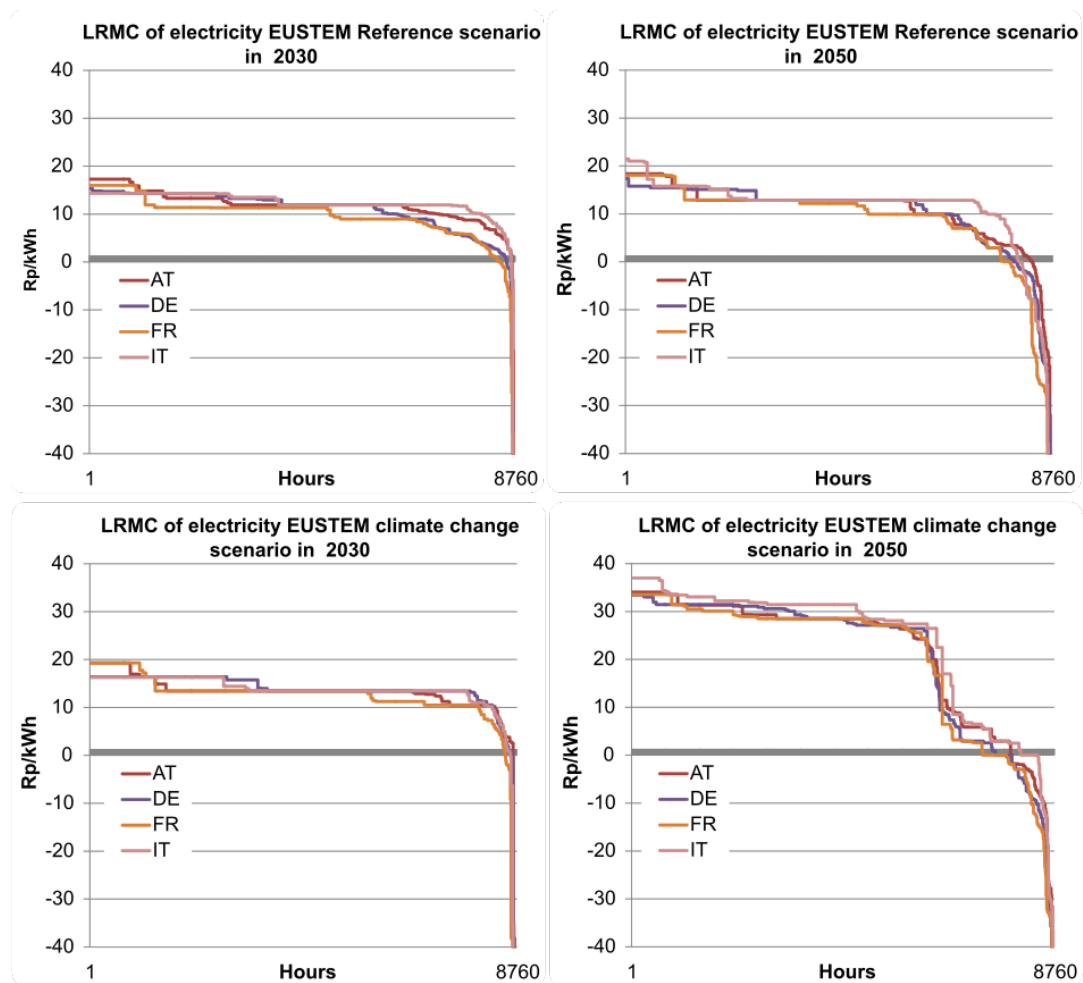 LRMC of electricity EUSTEM Reference scenario
in 2030
40
30
20
10
0
-10
-20
-30
-40
Rp/kWh
AT
DE
FR
IT
1
Hours
8760
LRMC of electricity EUSTEM Reference scenario
in 2050
40
30
20
10
0
-10
-20
-30
-40
Rp/kWh
AT
DE
FR
IT
1
Hours
8760
LRMC of electricity EUSTEM climate change
scenario in 2030
40
30
20
10
0
-10
-20
-30
-40
Rp/kWh
AT
DE
FR
IT
1
Hours
8760
LRMC of electricity EUSTEM climate change
scenario in 2050
40
30
20
10
0
-10
-20
-30
-40
Rp/kWh
AT
DE
FR
IT
1
Hours
8760